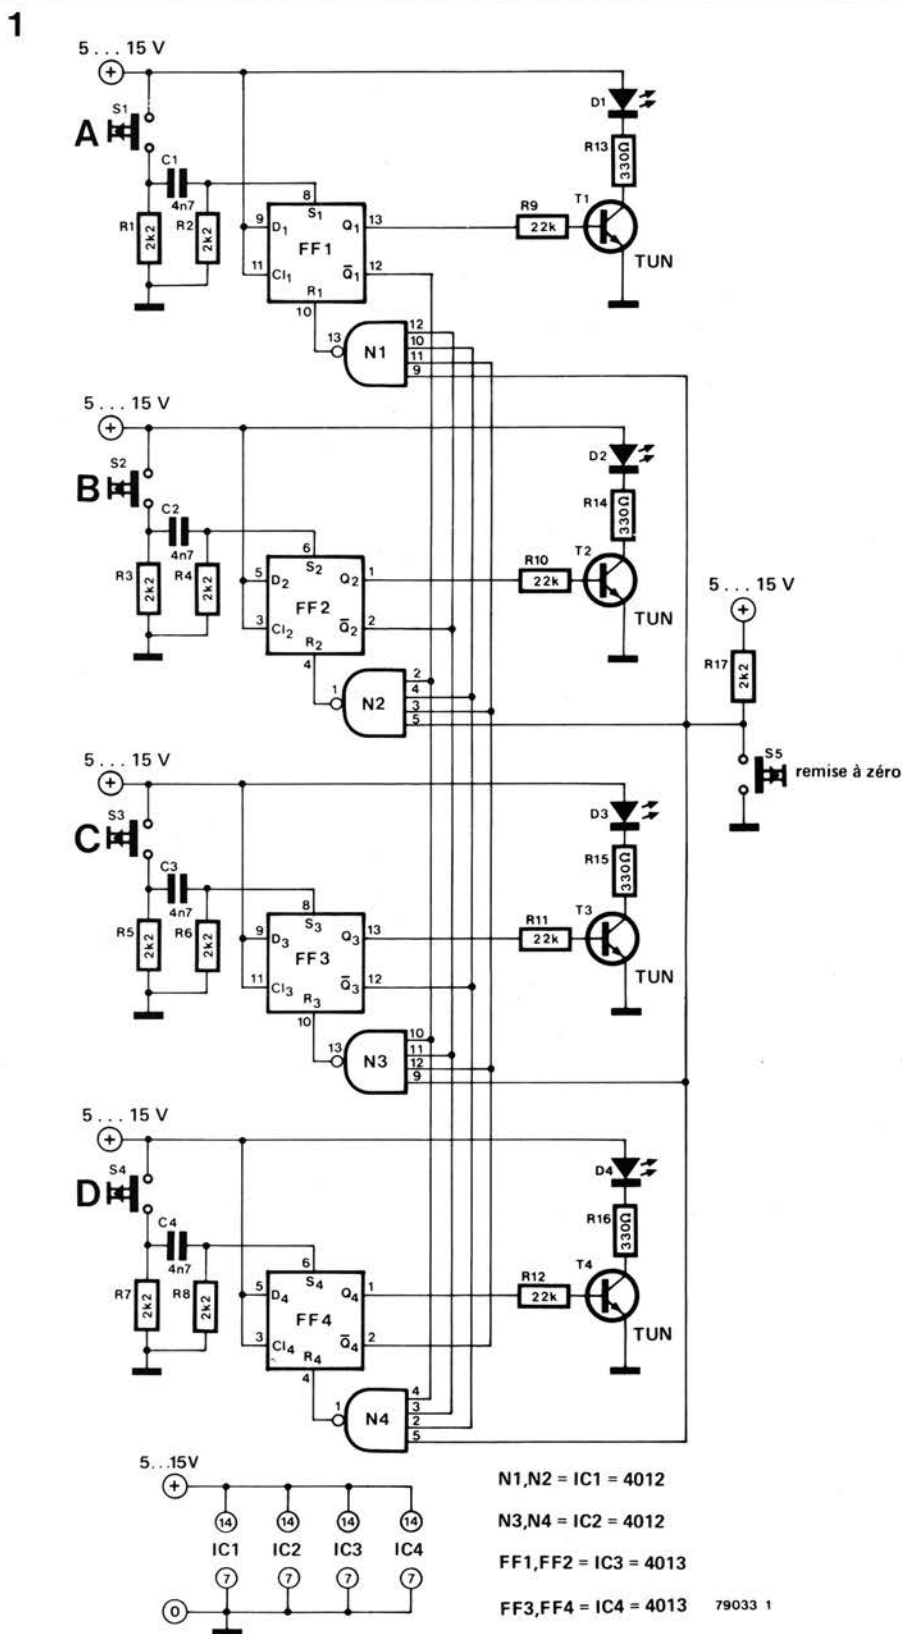 1
5 . . . 15 V
+
A
S1
C1
4n7
R1
2k2
R2
2k2
8
S1
9
D1
Q1
13
FF1
11
Cl1
Q̅1
12
R1
10
R9
22k
D1
R13
330Ω
T1
TUN
13
N1
12
10
11
9
5 . . . 15 V
+
B
S2
C2
4n7
R3
2k2
R4
2k2
6
S2
5
D2
Q2
1
FF2
3
Cl2
Q̅2
2
R2
4
R10
22k
D2
R14
330Ω
T2
TUN
1
N2
2
4
3
5
5 . . . 15 V
+
R17
2k2
S5
remise à zéro
5 . . . 15 V
+
C
S3
C3
4n7
R5
2k2
R6
2k2
8
S3
9
D3
Q3
13
FF3
11
Cl3
Q̅3
12
R3
10
R11
22k
D3
R15
330Ω
T3
TUN
13
N3
10
11
12
9
5 . . . 15 V
+
D
S4
C4
4n7
R7
2k2
R8
2k2
6
S4
5
D4
Q4
1
FF4
3
Cl4
Q̅4
2
R4
4
R12
22k
D4
R16
330Ω
T4
TUN
1
N4
4
3
2
5
5...15V
+
14 14 14 14
IC1 IC2 IC3 IC4
7 7 7 7
0
N1,N2 = IC1 = 4012
N3,N4 = IC2 = 4012
FF1,FF2 = IC3 = 4013
FF3,FF4 = IC4 = 4013
79033 1